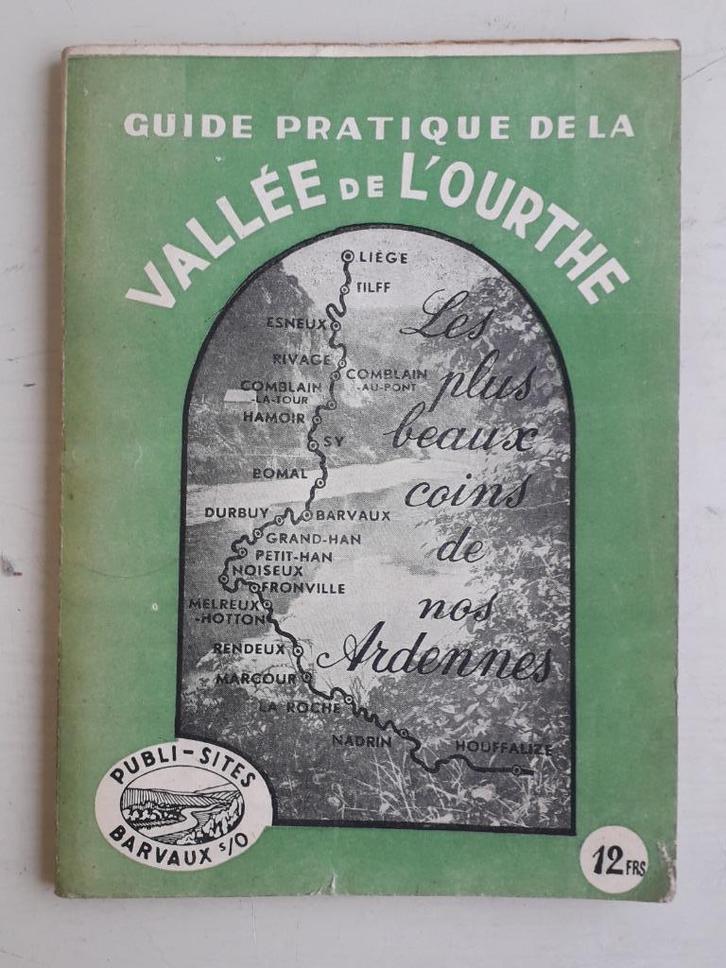 GUIDE PRATIQUE DE LA
VALLÉE DE L'OURTHE
LIÈGE
TILFF
ESNEUX
RIVAGE
COMBLAIN
-AU-PONT
COMBLAIN
-LA-TOUR
HAMOIR
SY
BOMAL
DURBUY
BARVAUX
GRAND-HAN
PETIT-HAN
NOISEUX
FRONVILLE
MELREUX
-HOTTON
RENDEUX
MARCOUR
LA ROCHE
NADRIN
HOUFFALIZE
Les
plus
beaux
coins
de
nos
Ardennes
PUBLI-SITES
BARVAUX s/O
12 FRS